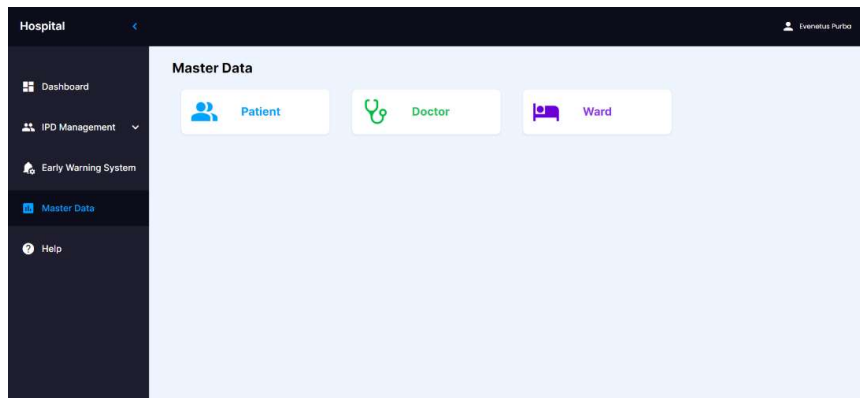 Hospital
Evenetus Purba
Dashboard
IPD Management
Early Warning System
Master Data
Help
Master Data
Patient
Doctor
Ward